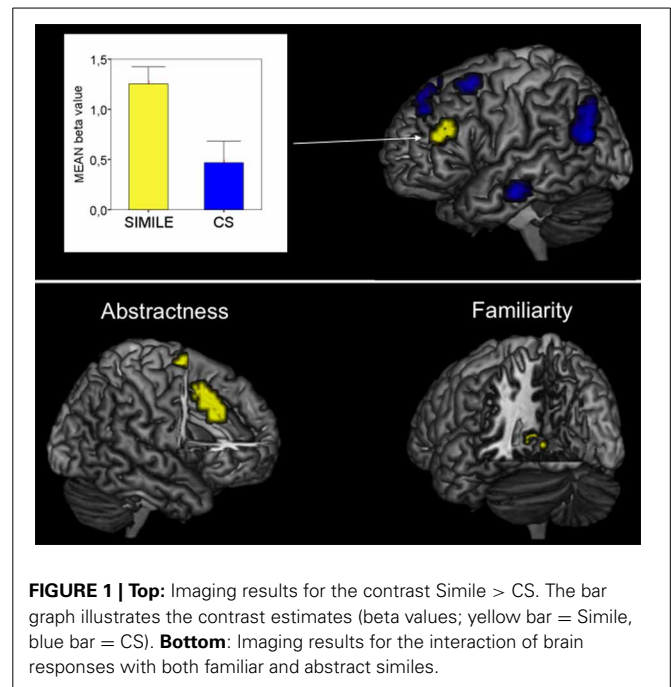 1,5
1,0
0,5
0,0
MEAN beta value
SIMILE CS
Abstractness Familiarity
FIGURE 1 | Top: Imaging results for the contrast Simile > CS. The bar
graph illustrates the contrast estimates (beta values; yellow bar = Simile,
blue bar = CS). Bottom: Imaging results for the interaction of brain
responses with both familiar and abstract similes.